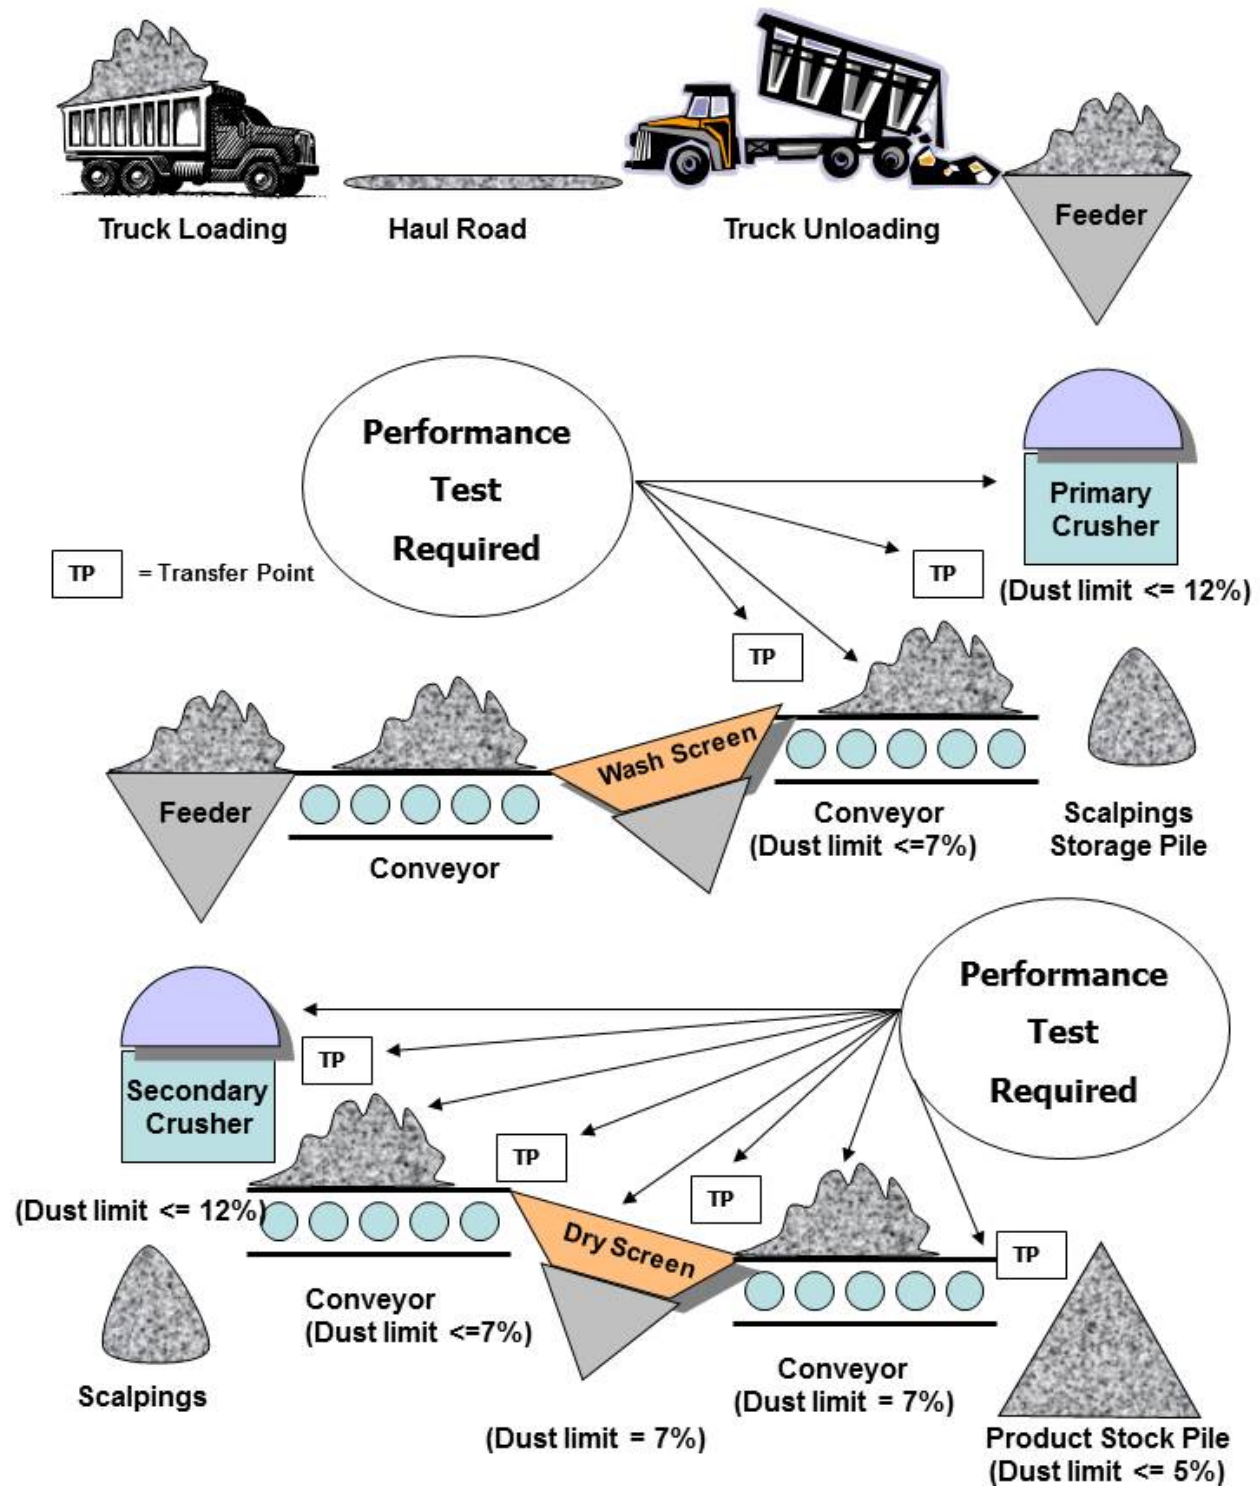 Truck Loading
Haul Road
Truck Unloading
Feeder
Performance
Test
Required
Primary
Crusher
(Dust limit <= 12%)
TP
= Transfer Point
TP
TP
Feeder
Conveyor
Wash Screen
Conveyor
(Dust limit <=7%)
Scalpings
Storage Pile
Performance
Test
Required
Secondary
Crusher
(Dust limit <= 12%)
TP
TP
TP
TP
Dry Screen
Scalpings
Conveyor
(Dust limit <=7%)
(Dust limit = 7%)
Conveyor
(Dust limit = 7%)
Product Stock Pile
(Dust limit <= 5%)